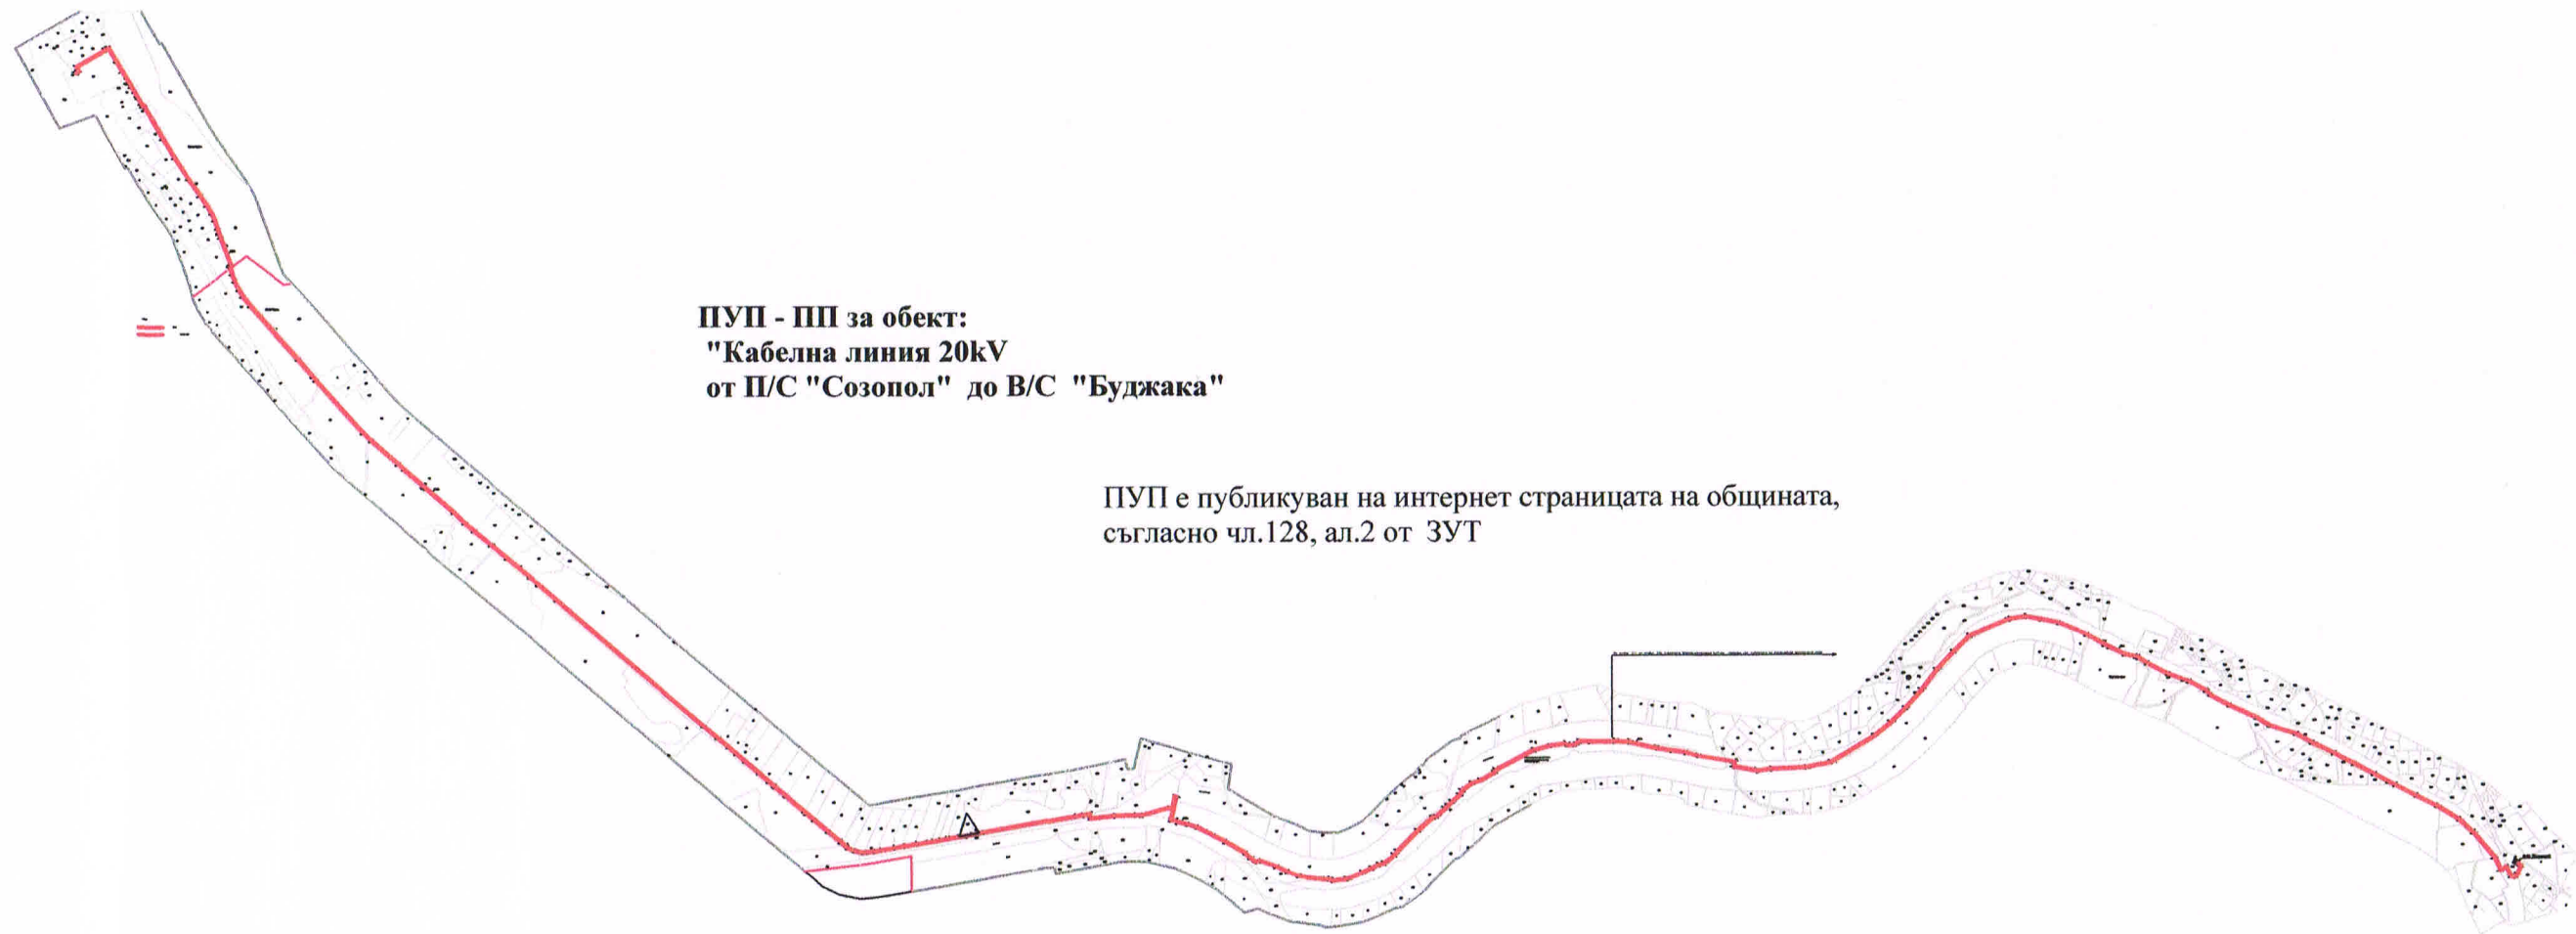 ПУП - ПП за обект:
"Кабелна линия 20kV
от П/С "Созопол" до В/С "Буджака"
ПУП е публикуван на интернет страницата на общината,
съгласно чл.128, ал.2 от ЗУТ